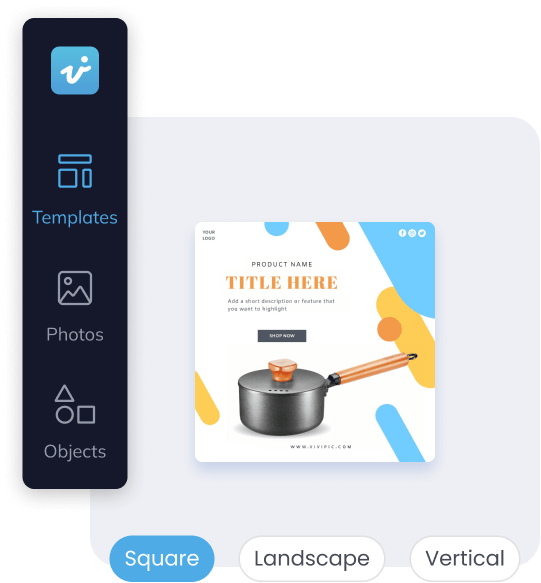 Templates
Photos
Objects
YOUR
LOGO
PRODUCT NAME
TITLE HERE
Add a short description or feature that
you want to highlight
SHOP NOW
WWW.VIVIPIC.COM
Square
Landscape
Vertical